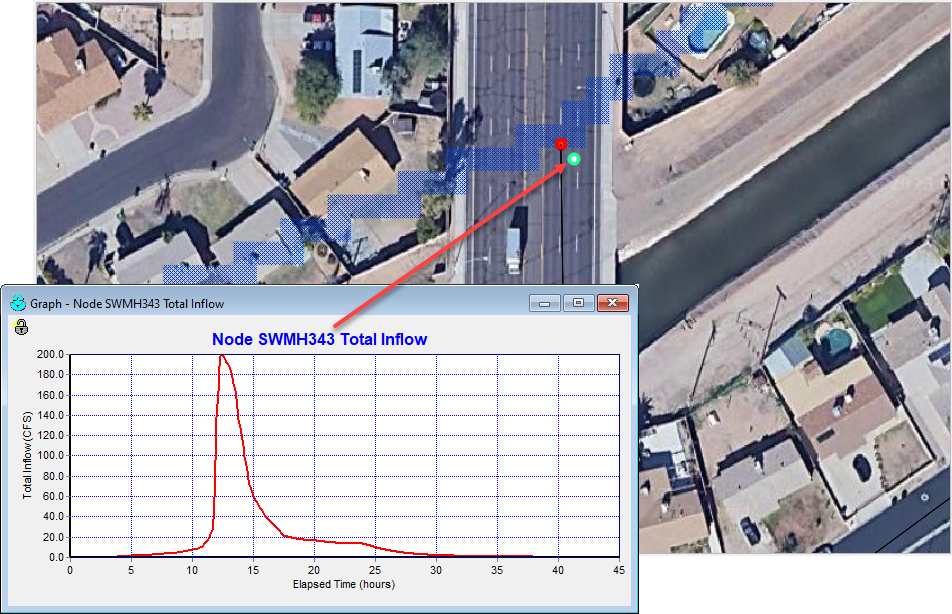 Graph - Node SWMH343 Total Inflow
Node SWMH343 Total Inflow
Total Inflow (CFS)
200.0
180.0
160.0
140.0
120.0
100.0
80.0
60.0
40.0
20.0
0.0
0 5 10 15 20 25 30 35 40 45
Elapsed Time (hours)